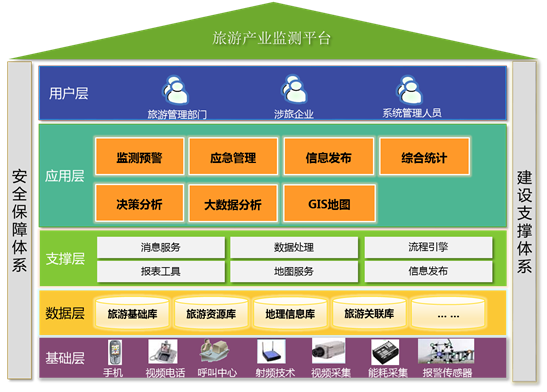 旅游产业监测平台
安全保障体系
建设支撑体系
用户层
旅游管理部门
涉旅企业
系统管理人员
应用层
监测预警
应急管理
信息发布
综合统计
决策分析
大数据分析
GIS地图
支撑层
消息服务
数据处理
流程引擎
报表工具
地图服务
信息发布
数据层
旅游基础库
旅游资源库
地理信息库
旅游关联库
... ...
基础层
手机
视频电话
呼叫中心
射频技术
视频采集
能耗采集
报警传感器